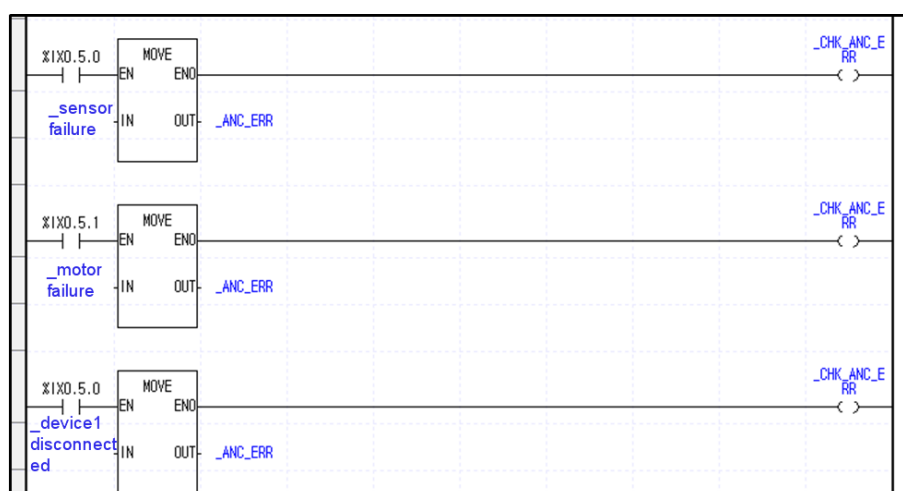 _CHK_ANC_E
RR
%IX0.5.0 MOVE
EN ENO
_sensor
failure
IN OUT _ANC_ERR
_CHK_ANC_E
RR
%IX0.5.1 MOVE
EN ENO
_motor
failure
IN OUT _ANC_ERR
_CHK_ANC_E
RR
%IX0.5.0 MOVE
EN ENO
_device1
disconnect
ed
IN OUT _ANC_ERR